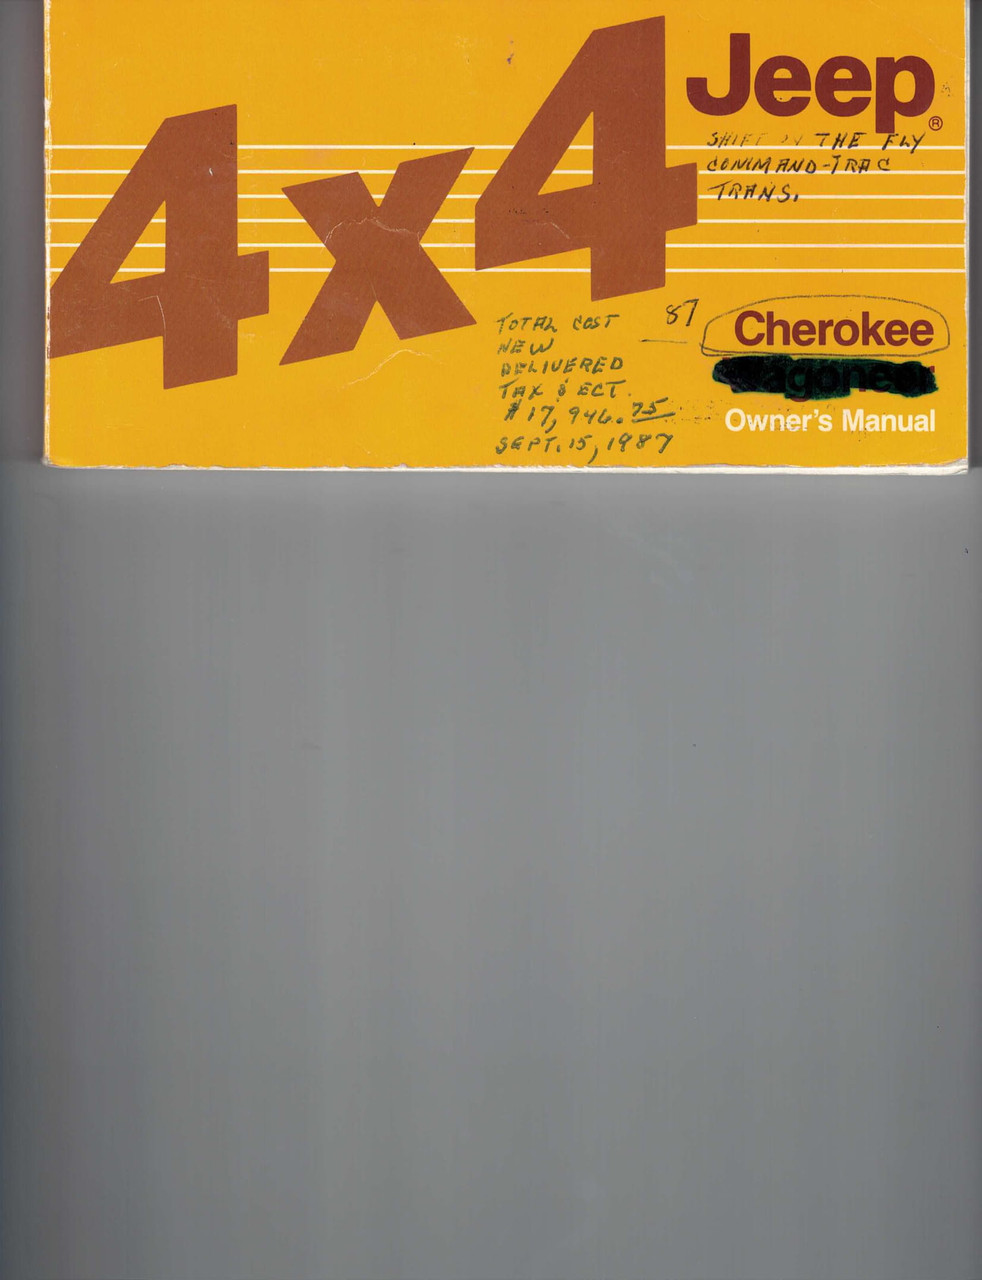 4x4
Jeep®
SHIFT ON THE FLY
COMMAND-TRAC
TRANS.
87
Cherokee
Owner's Manual
TOTAL COST
NEW
DELIVERED
TAX & ECT.
$17,946.75
SEPT. 15, 1987